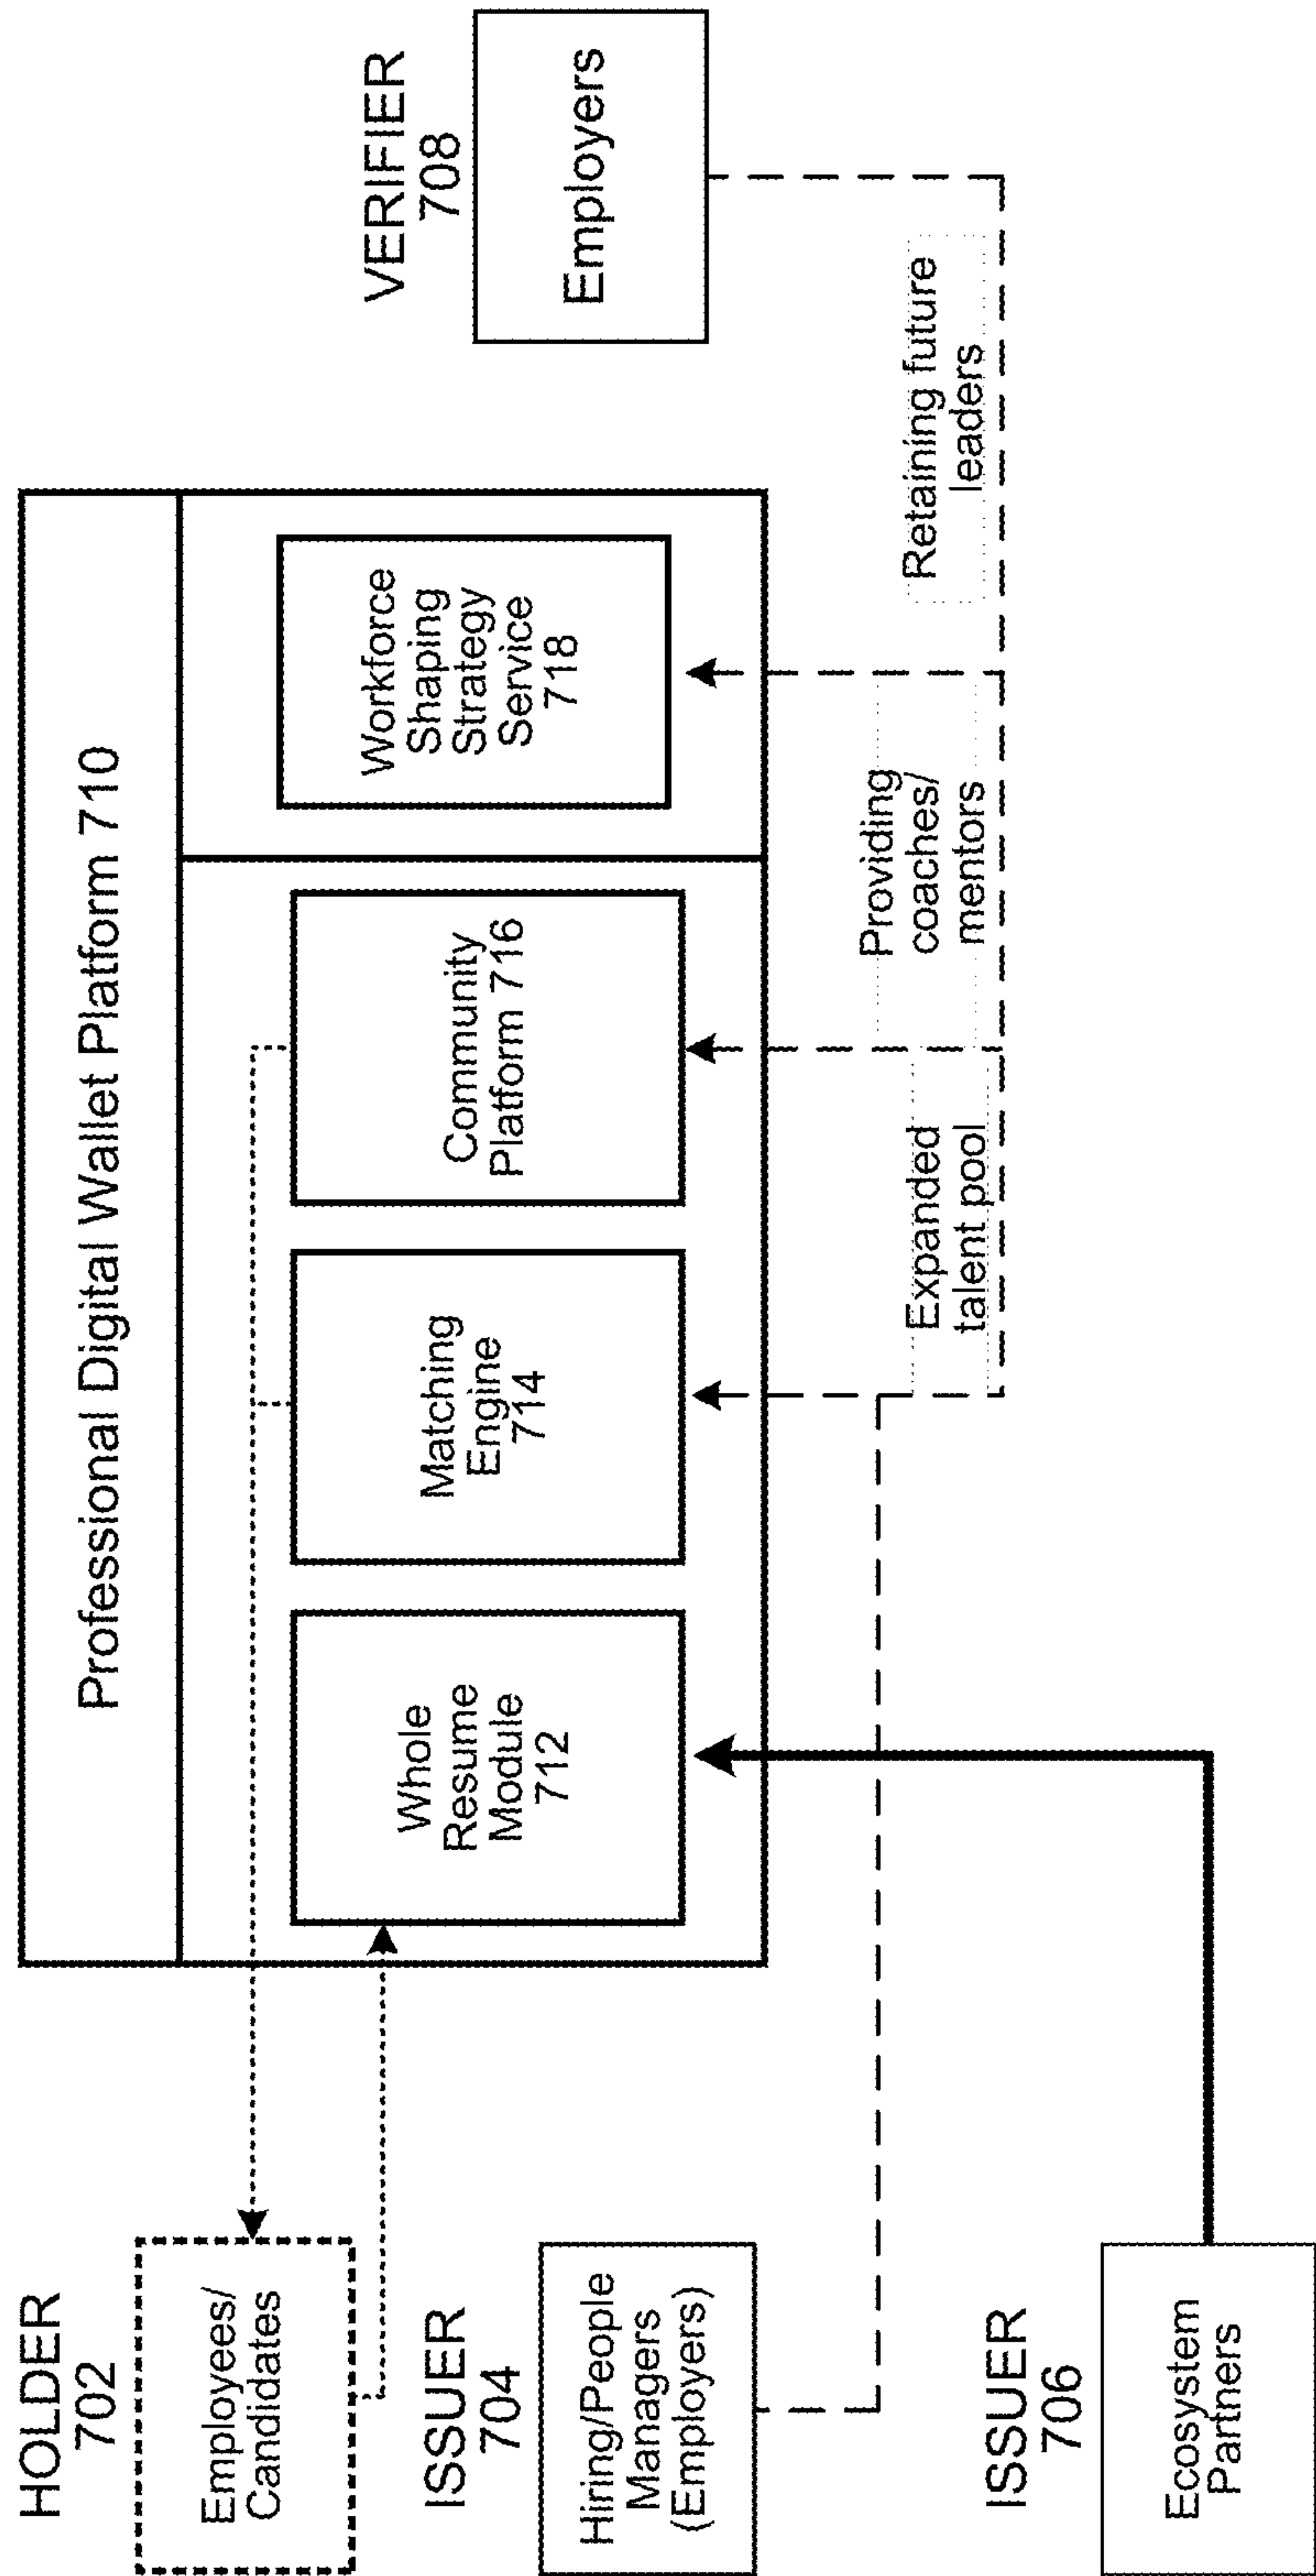 HOLDER
702
Employees/
Candidates
ISSUER
704
Hiring/People
Managers
(Employers)
ISSUER
706
Ecosystem
Partners
Professional Digital Wallet Platform 710
Whole
Resume
Module
712
Matching
Engine
714
Community
Platform 716
Workforce
Shaping
Strategy
Service
718
VERIFIER
708
Employers
Expanded
talent pool
Providing
coaches/
mentors
Retaining future
leaders